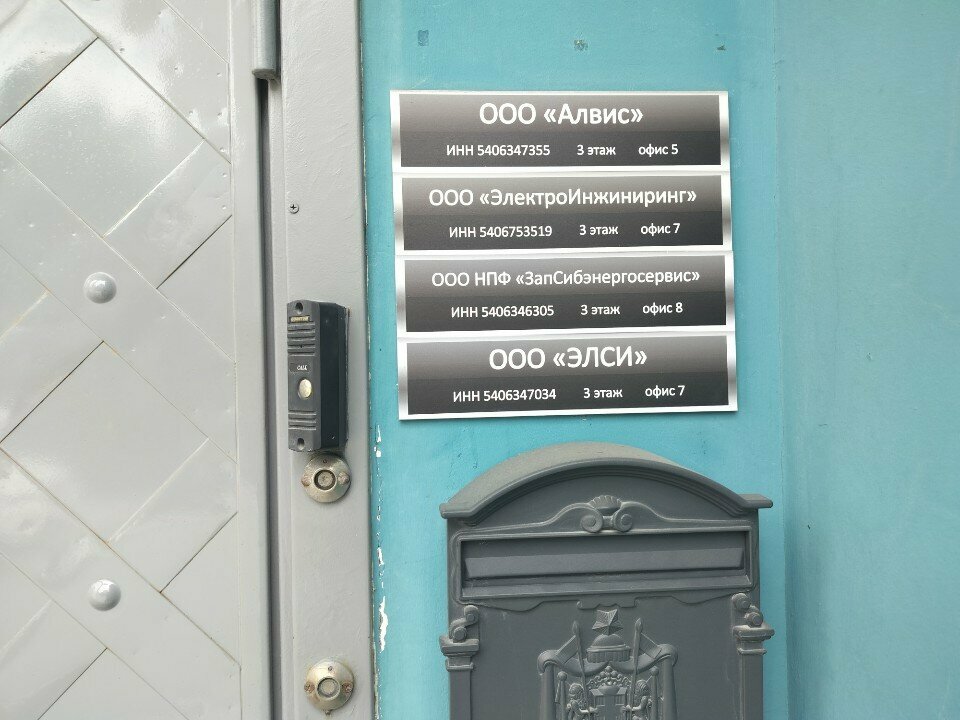 ООО «Алвис»
ИНН 5406347355 3 этаж офис 5
ООО «ЭлектроИнжиниринг»
ИНН 5406753519 3 этаж офис 7
ООО НПФ «ЗапСибэнергосервис»
ИНН 5406346305 3 этаж офис 8
ООО «ЭЛСИ»
ИНН 5406347034 3 этаж офис 7
CALL